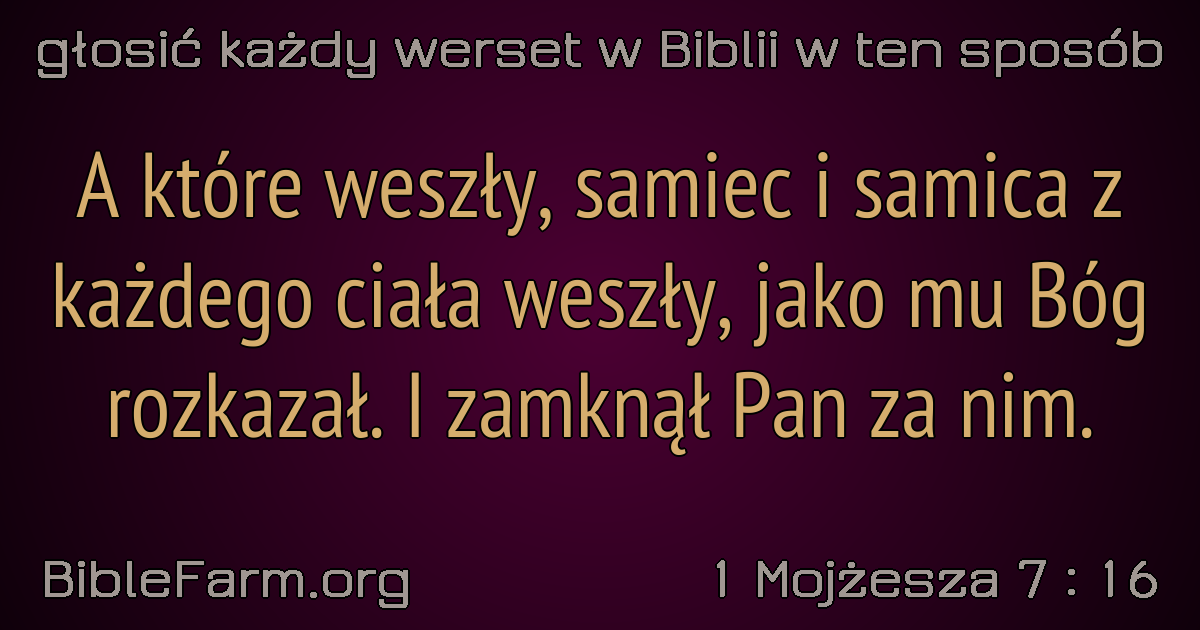 głosić każdy werset w Biblii w ten sposób
A które weszły, samiec i samica z
każdego ciała weszły, jako mu Bóg
rozkazał. I zamknął Pan za nim.
BibleFarm.org
1 Mojżesza 7 : 16